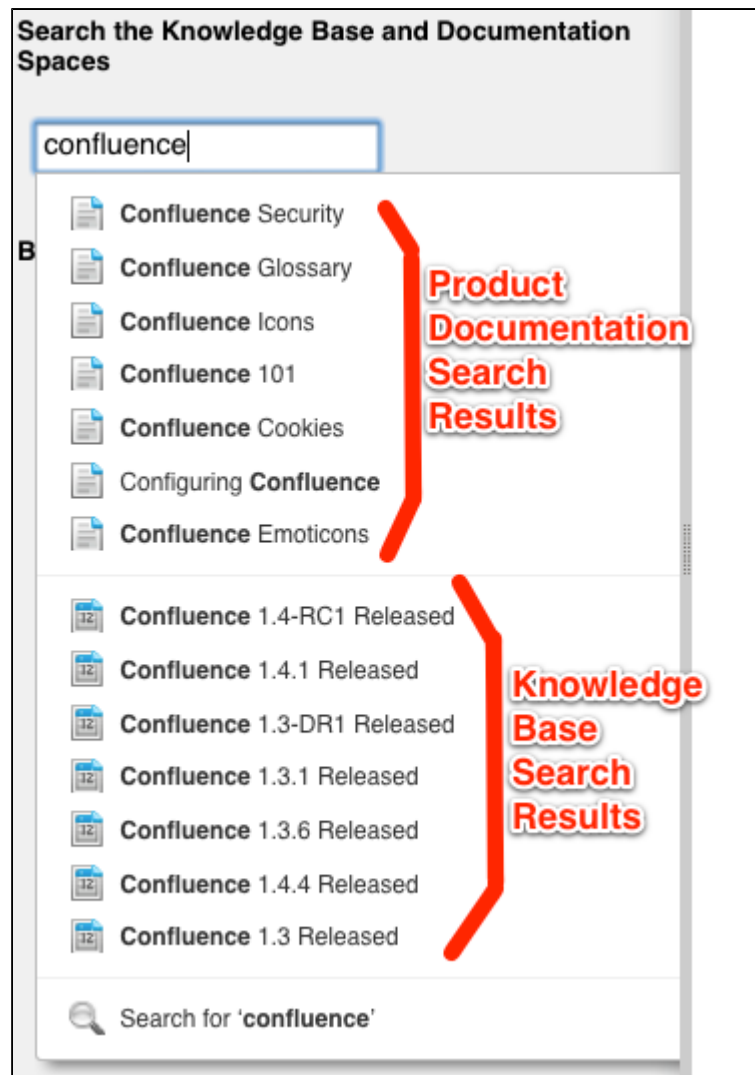 Search the Knowledge Base and Documentation
Spaces
confluence
Confluence Security
B
Confluence Glossary
Confluence Icons
Confluence 101
Confluence Cookies
Configuring Confluence
Confluence Emoticons
Product
Documentation
Search
Results
Confluence 1.4-RC1 Released
Confluence 1.4.1 Released
Confluence 1.3-DR1 Released
Confluence 1.3.1 Released
Confluence 1.3.6 Released
Confluence 1.4.4 Released
Confluence 1.3 Released
Knowledge
Base
Search
Results
Search for ‘confluence’